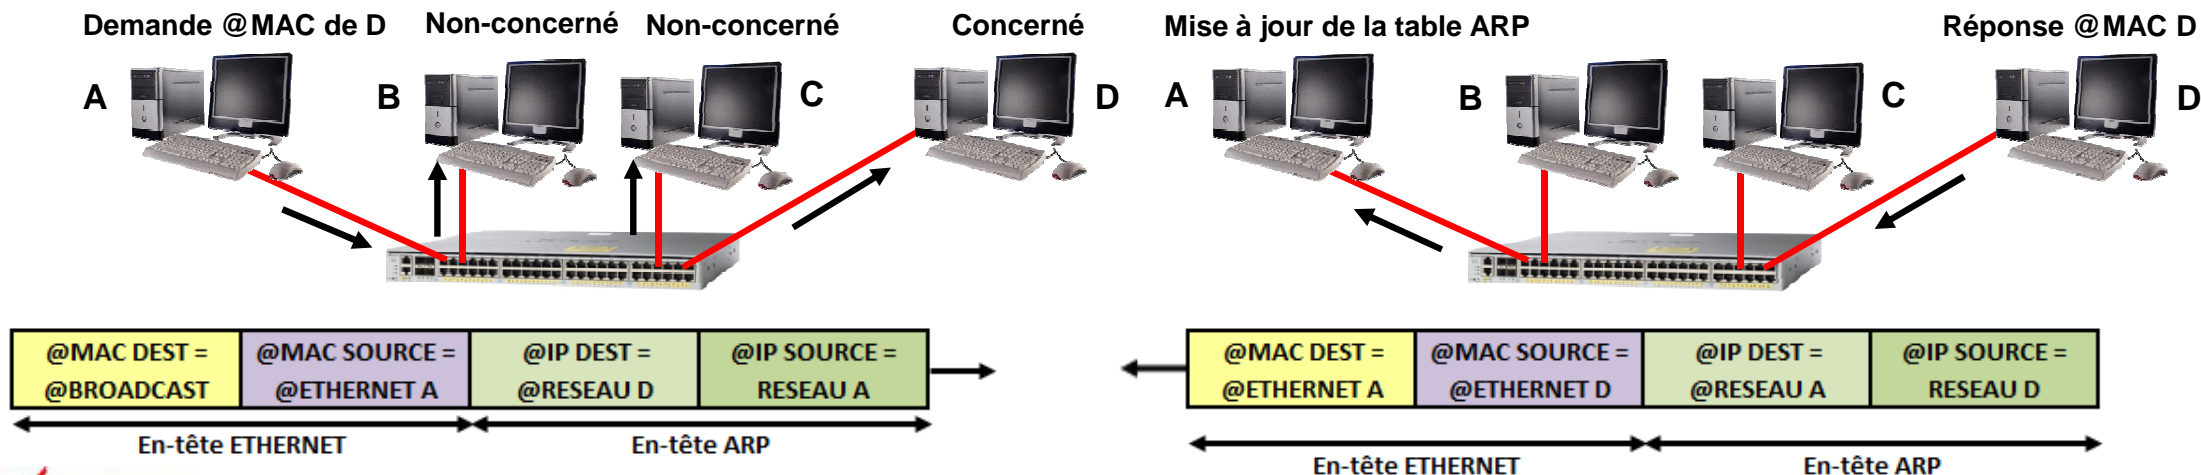 Demande @MAC de D
Non-concerné
Non-concerné
Concerné
A
B
C
D
@MAC DEST =
@BROADCAST
@MAC SOURCE =
@ETHERNET A
@IP DEST =
@RESEAU D
@IP SOURCE =
RESEAU A
En-tête ETHERNET
En-tête ARP
Mise à jour de la table ARP
Réponse @MAC D
A
B
C
D
@MAC DEST =
@ETHERNET A
@MAC SOURCE =
@ETHERNET D
@IP DEST =
@RESEAU A
@IP SOURCE =
RESEAU D
En-tête ETHERNET
En-tête ARP